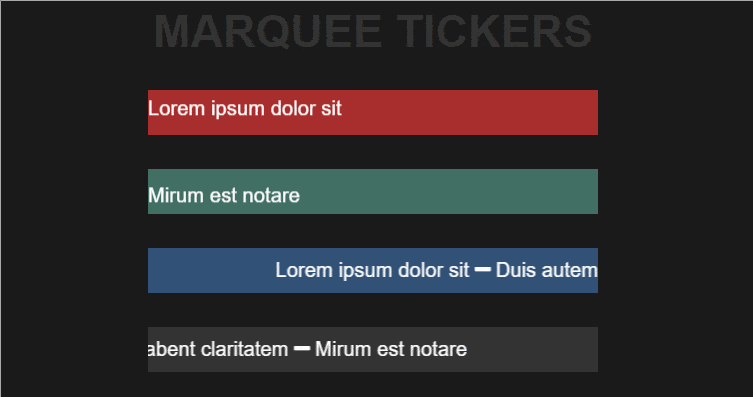 MARQUEE TICKERS
Lorem ipsum dolor sit
Mirum est notare
Lorem ipsum dolor sit – Duis autem
abent claritatem – Mirum est notare